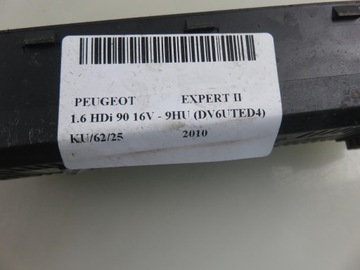 PEUGEOT EXPERT II
1.6 HDi 90 16V - 9HU (DV6UTED4)
KU/62/25 2010